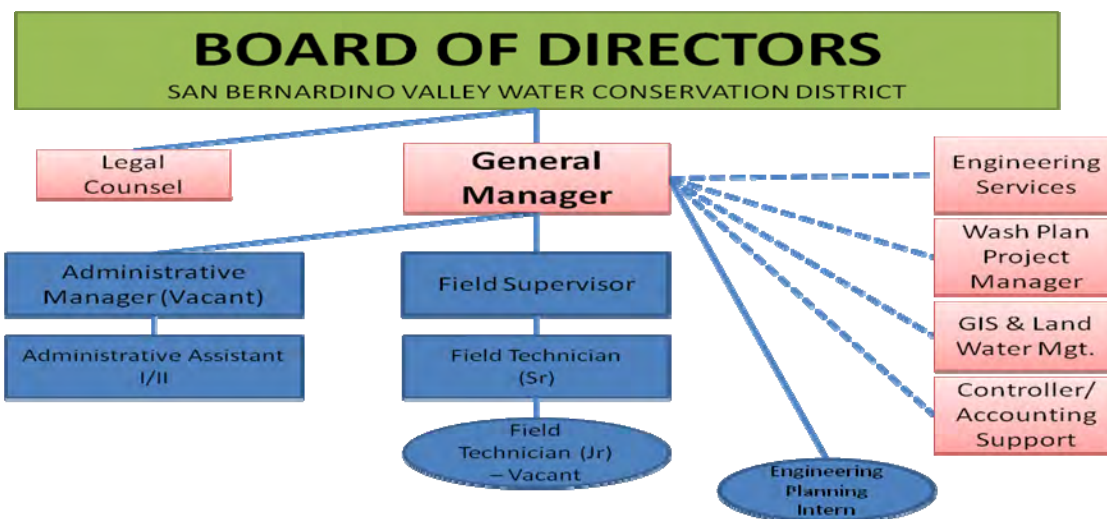 BOARD OF DIRECTORS
SAN BERNARDINO VALLEY WATER CONSERVATION DISTRICT
Legal
Counsel
General
Manager
Engineering
Services
Wash Plan
Project
Manager
GIS & Land
Water Mgt.
Controller/
Accounting
Support
Administrative
Manager (Vacant)
Field Supervisor
Administrative Assistant
I/II
Field Technician
(Sr)
Field
Technician (Jr)
– Vacant
Engineering
Planning
Intern